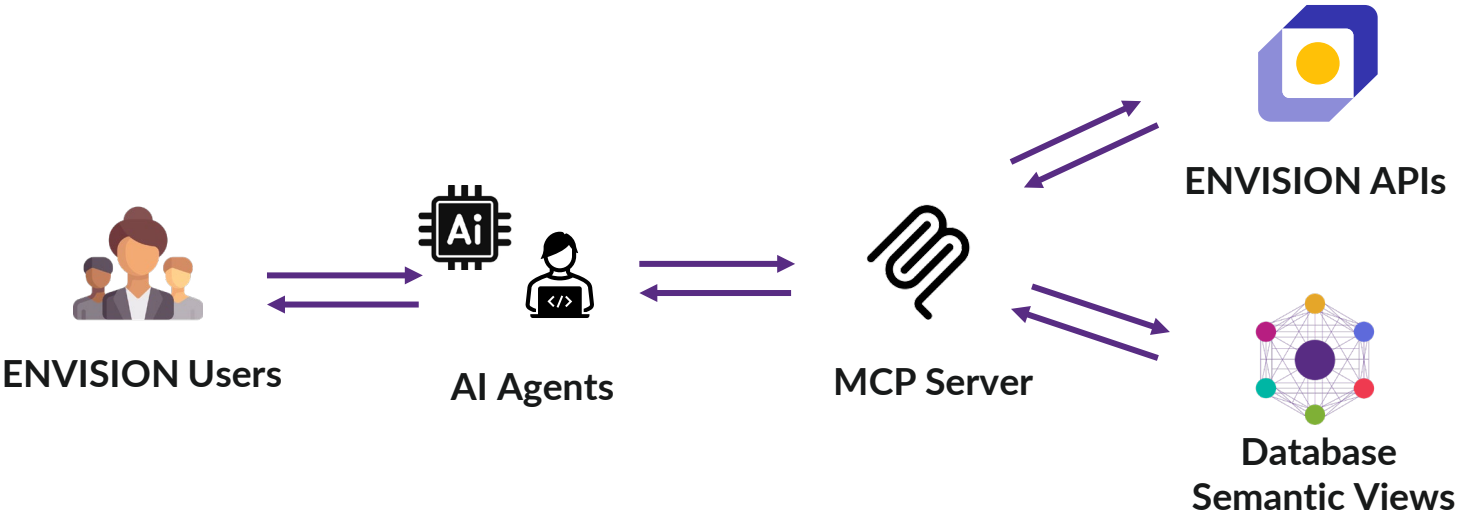 ENVISION Users
Ai
</>
AI Agents
MCP Server
ENVISION APIs
Database
Semantic Views